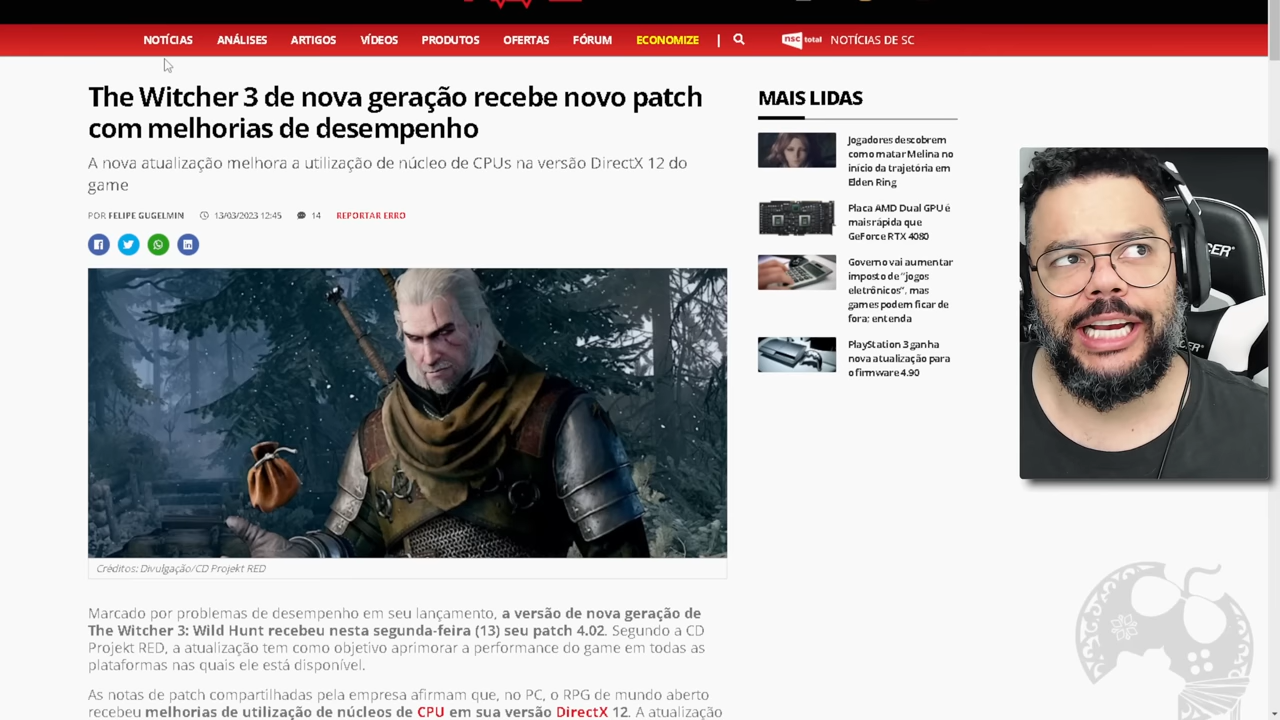 NOTÍCIAS ANÁLISES ARTIGOS VÍDEOS PRODUTOS OFERTAS FÓRUM ECONOMIZE | nsc total NOTÍCIAS DE SC
The Witcher 3 de nova geração recebe novo patch
com melhorias de desempenho
A nova atualização melhora a utilização de núcleo de CPUs na versão DirectX 12 do
game
POR FELIPE GUGELMIN 13/03/2023 12:45 14 REPORTAR ERRO
Créditos: Divulgação/CD Projekt RED
Marcado por problemas de desempenho em seu lançamento, a versão de nova geração de
The Witcher 3: Wild Hunt recebeu nesta segunda-feira (13) seu patch 4.02. Segundo a CD
Projekt RED, a atualização tem como objetivo aprimorar a performance do game em todas as
plataformas nas quais ele está disponível.
As notas de patch compartilhadas pela empresa afirmam que, no PC, o RPG de mundo aberto
recebeu melhorias de utilização de núcleos de CPU em sua versão DirectX 12. A atualização
MAIS LIDAS
Jogadores descobrem
como matar Melina no
início da trajetória em
Elden Ring
Placa AMD Dual GPU é
mais rápida que
GeForce RTX 4080
Governo vai aumentar
imposto de "jogos
eletrônicos", mas
games podem ficar de
fora; entenda
PlayStation 3 ganha
nova atualização para
o firmware 4.90